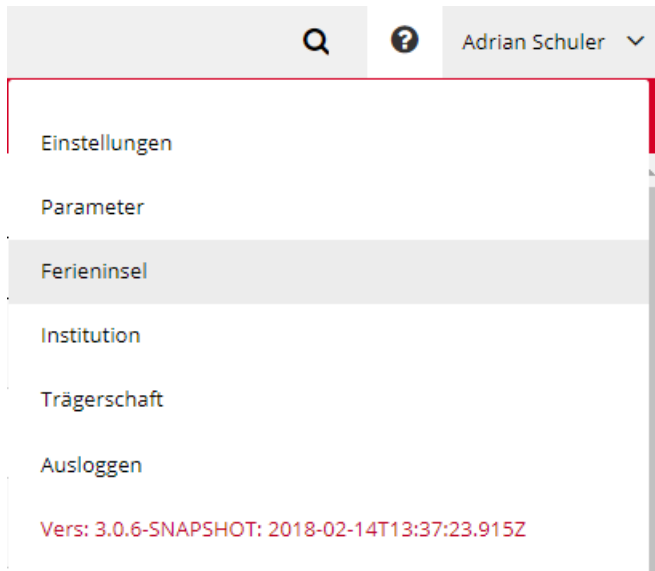 Adrian Schuler
Einstellungen
Parameter
Ferieninsel
Institution
Trägerschaft
Ausloggen
Vers: 3.0.6-SNAPSHOT: 2018-02-14T13:37:23.915Z